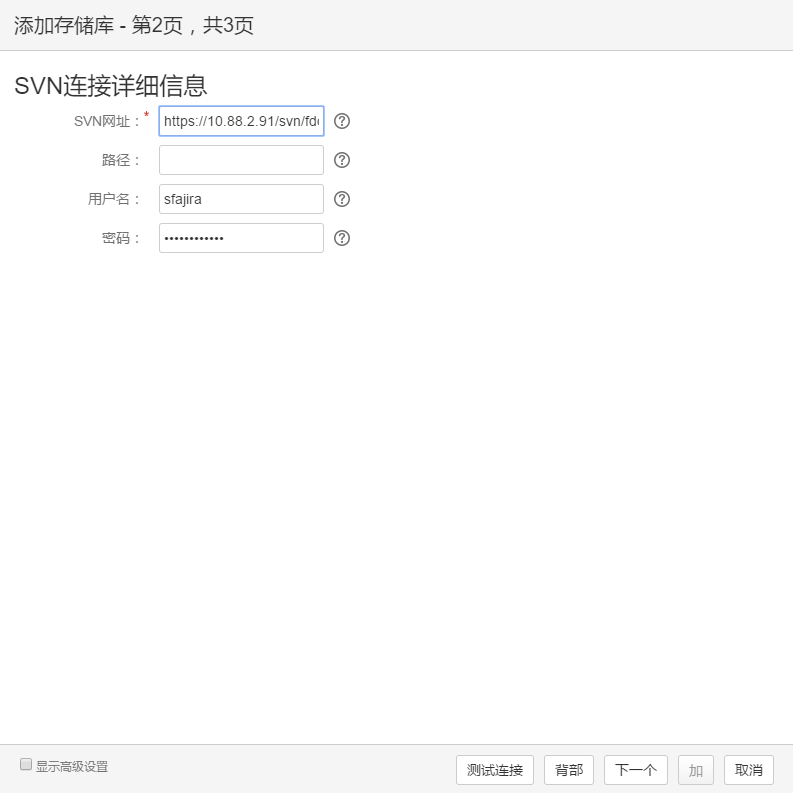 添加存储库 - 第2页，共3页
SVN连接详细信息
SVN网址：* https://10.88.2.91/svn/fd
路径：
用户名： sfajira
密码： ••••••••••••
显示高级设置 测试连接 背部 下一个 加 取消